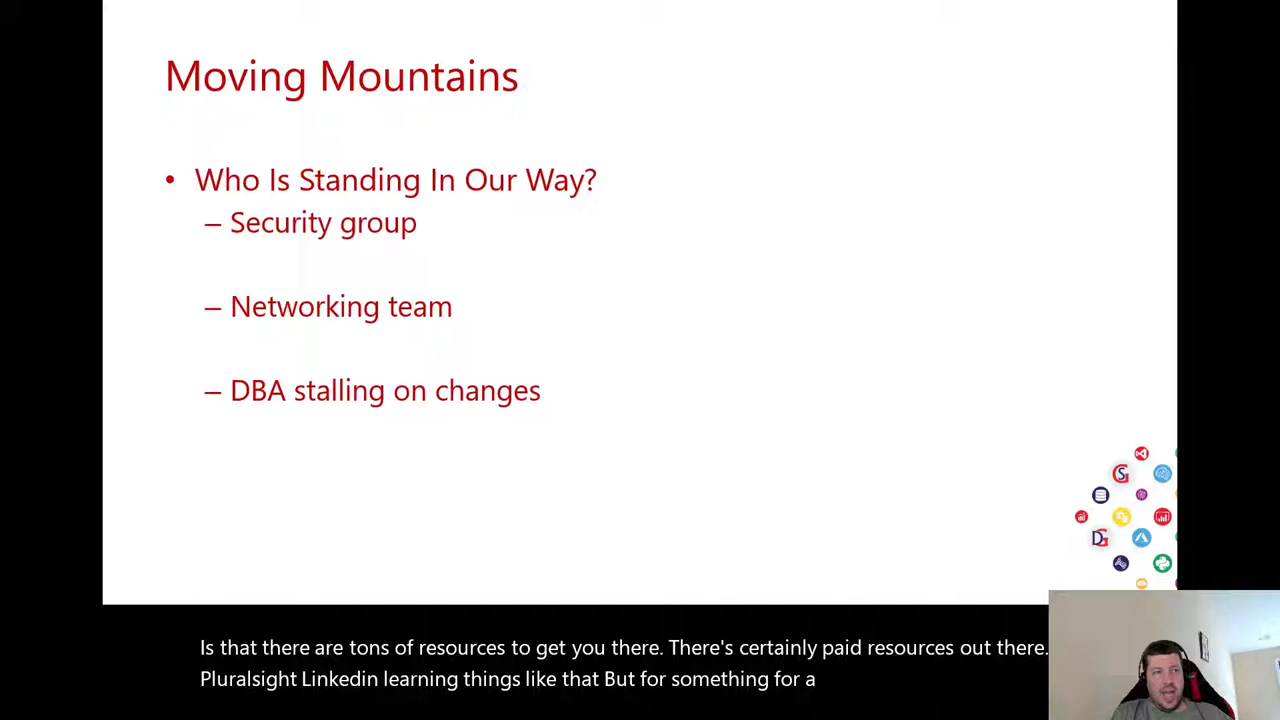 Moving Mountains
• Who Is Standing In Our Way?
– Security group
– Networking team
– DBA stalling on changes
Is that there are tons of resources to get you there. There's certainly paid resources out there.
Pluralsight Linkedin learning things like that But for something for a